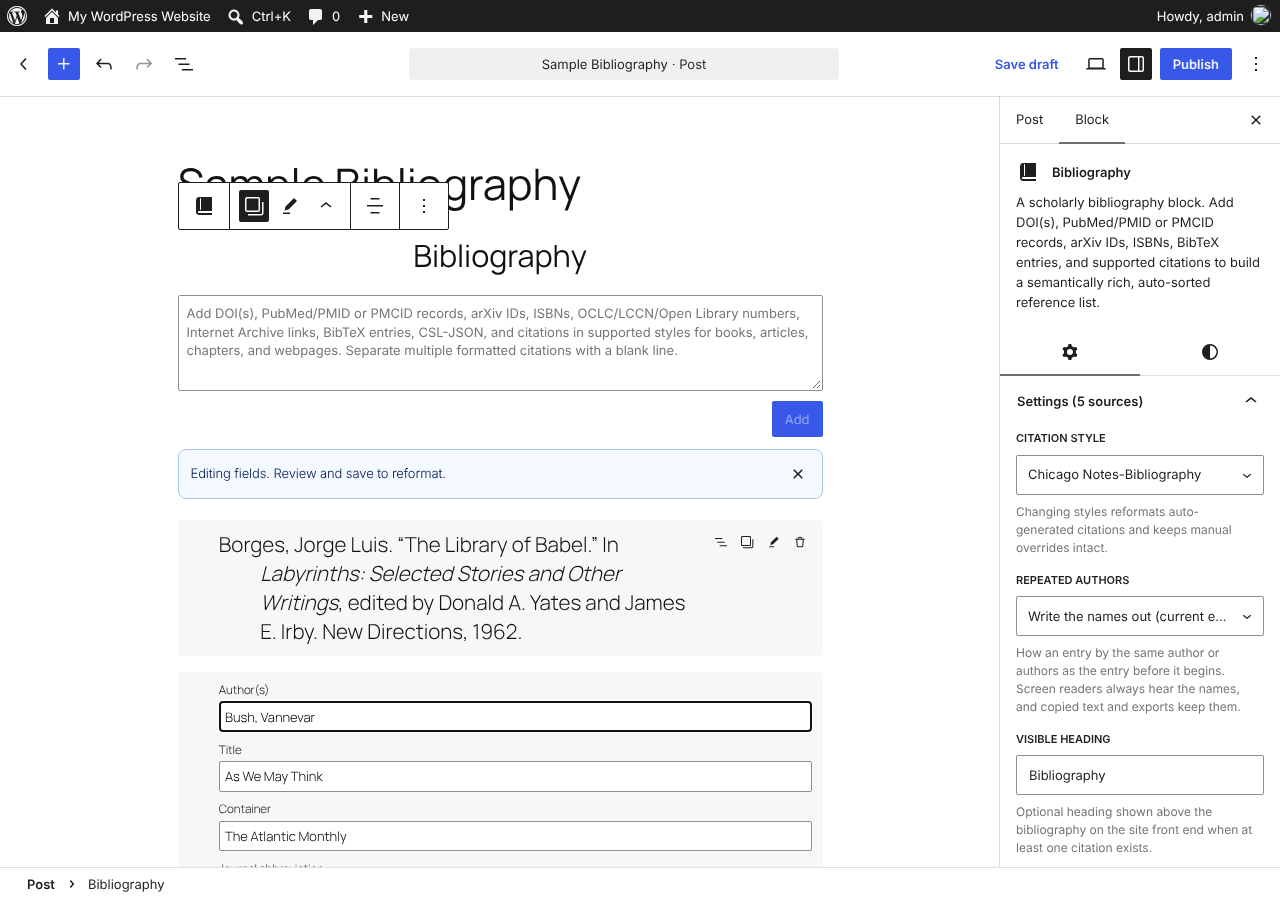 My WordPress Website
Ctrl+K
0
New
Howdy, admin
Sample Bibliography · Post
Save draft
Publish
Sample Bibliography
Bibliography
Add DOI(s), PubMed/PMID or PMCID records, arXiv IDs, ISBNs, OCLC/LCCN/Open Library numbers,
Internet Archive links, BibTeX entries, CSL-JSON, and citations in supported styles for books, articles,
chapters, and webpages. Separate multiple formatted citations with a blank line.
Add
Editing fields. Review and save to reformat.
Borges, Jorge Luis. “The Library of Babel.” In
Labyrinths: Selected Stories and Other
Writings, edited by Donald A. Yates and James
E. Irby. New Directions, 1962.
Author(s)
Bush, Vannevar
Title
As We May Think
Container
The Atlantic Monthly
Post
Block
Bibliography
A scholarly bibliography block. Add
DOI(s), PubMed/PMID or PMCID
records, arXiv IDs, ISBNs, BibTeX
entries, and supported citations to build
a semantically rich, auto-sorted
reference list.
Settings (5 sources)
CITATION STYLE
Chicago Notes-Bibliography
Changing styles reformats auto-
generated citations and keeps manual
overrides intact.
REPEATED AUTHORS
Write the names out (current e...
How an entry by the same author or
authors as the entry before it begins.
Screen readers always hear the names,
and copied text and exports keep them.
VISIBLE HEADING
Bibliography
Optional heading shown above the
bibliography on the site front end when at
least one citation exists.
Post
Bibliography